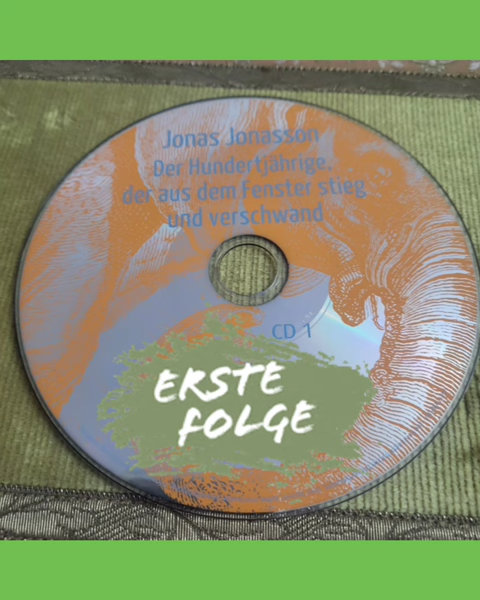 Jonas Jonasson
Der Hundertjährige,
der aus dem Fenster stieg
und verschwand
CD 1
ERSTE
FOLGE